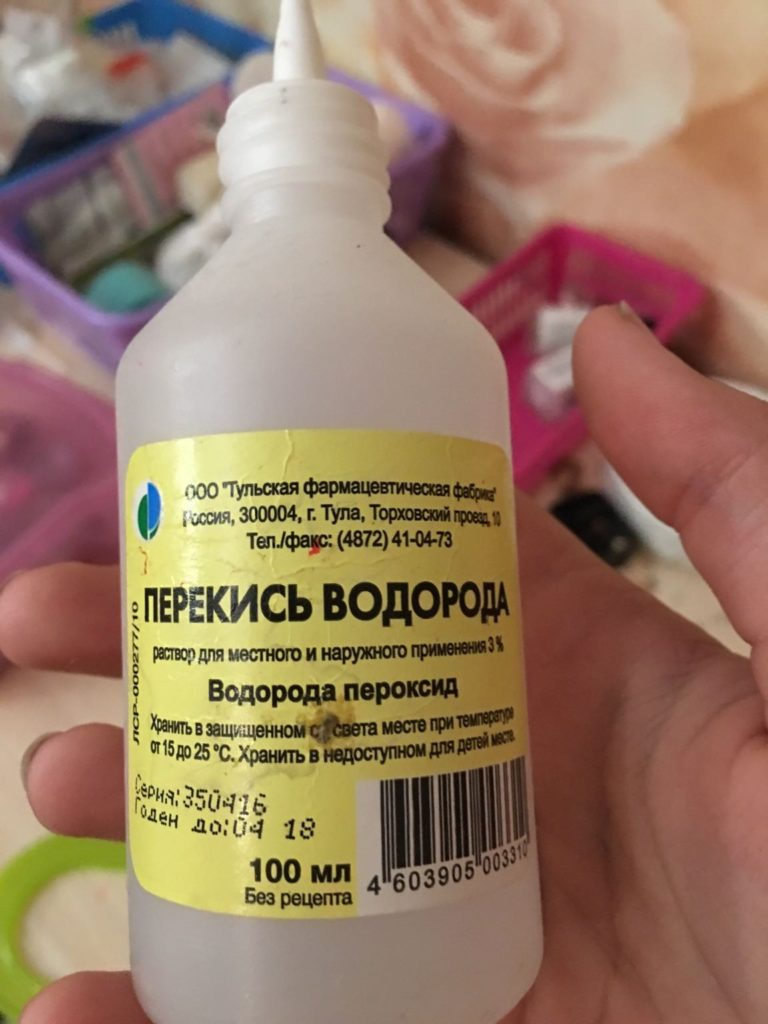 ООО "Тульская фармацевтическая фабрика"
Россия, 300004, г. Тула, Торховский проезд, 10
Тел./факс: (4872) 41-04-73
ПЕРЕКИСЬ ВОДОРОДА
раствор для местного и наружного применения 3 %
Водорода пероксид
Хранить в защищенном от света месте при температуре
от 15 до 25 °С. Хранить в недоступном для детей месте.
ЛСР-000277/10
Серия:350416
Годен до:04 18
100 мл
Без рецепта
4 603905 003310